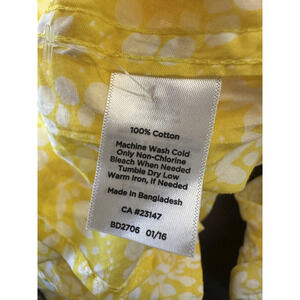 100% Cotton
Machine Wash Cold
Only Non-Chlorine
Bleach When Needed
Tumble Dry Low
Warm Iron, If Needed
Made In Bangladesh
CA #23147
BD2706 01/16